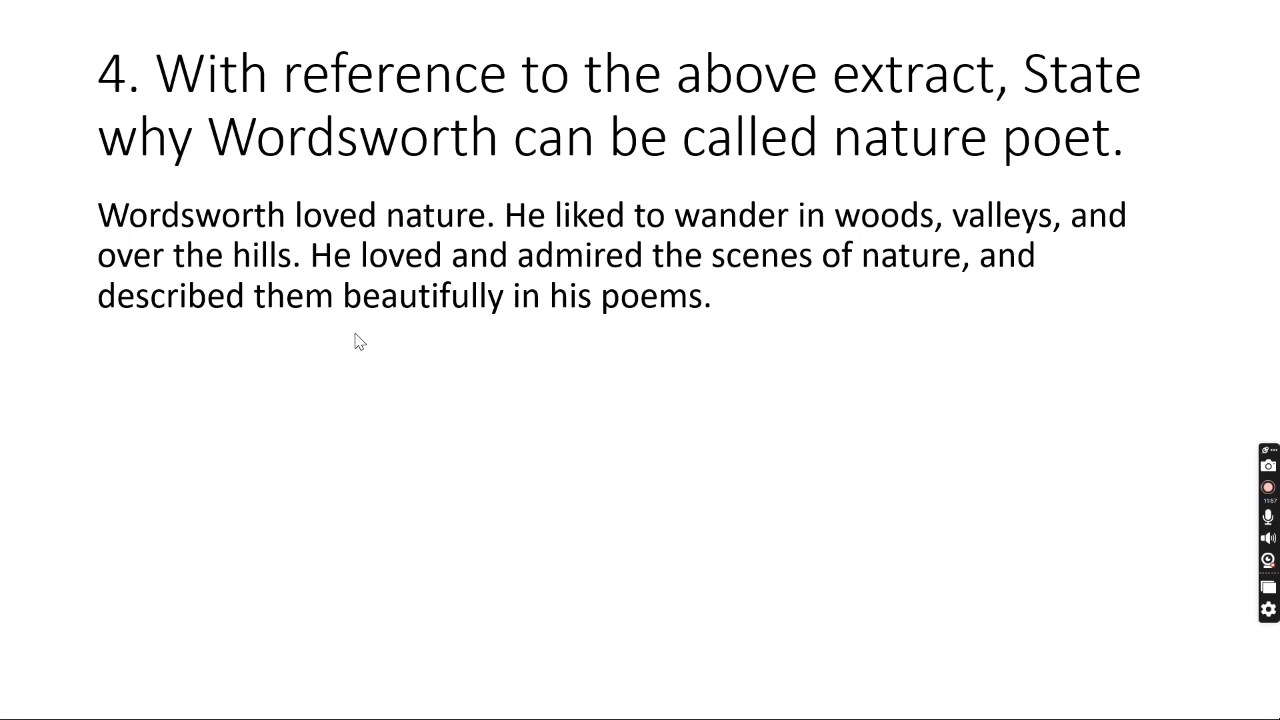 4. With reference to the above extract, State
why Wordsworth can be called nature poet.
Wordsworth loved nature. He liked to wander in woods, valleys, and
over the hills. He loved and admired the scenes of nature, and
described them beautifully in his poems.